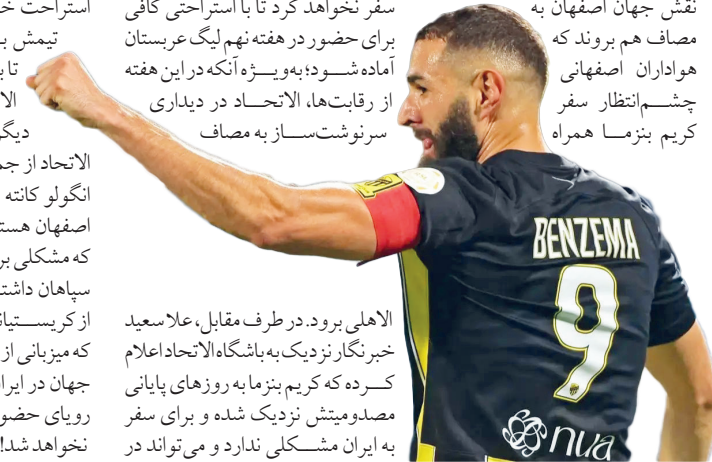 نقش جهان اصفهان به
مصاف هم بروند که
هواداران اصفهانی
چشم‌انتظار سفر
کریم بنزما همراه
سفر نخواهد کرد تا با استراحتی کافی
برای حضور در هفته نهم لیگ عربستان
آماده شود؛ به‌ویژه آنکه در این هفته
از رقابت‌ها، الاتحاد در دیداری
سرنوشت‌ساز به مصاف
الاهلی برود. در طرف مقابل، علا سعید
خبرنگار نزدیک به باشگاه الاتحاد اعلام
کرده که کریم بنزما به روزهای پایانی
مصدومیتش نزدیک شده و برای سفر
به ایران مشکلی ندارد و می‌تواند در
استراحت
تیمش
تا
دیگر
الاتحاد از
انگولو کانته
اصفهان
که مشکلی
سپاهان
از
که میزبانی از
جهان در
رویای
نخواهد شد!
BENZEMA
9
nua